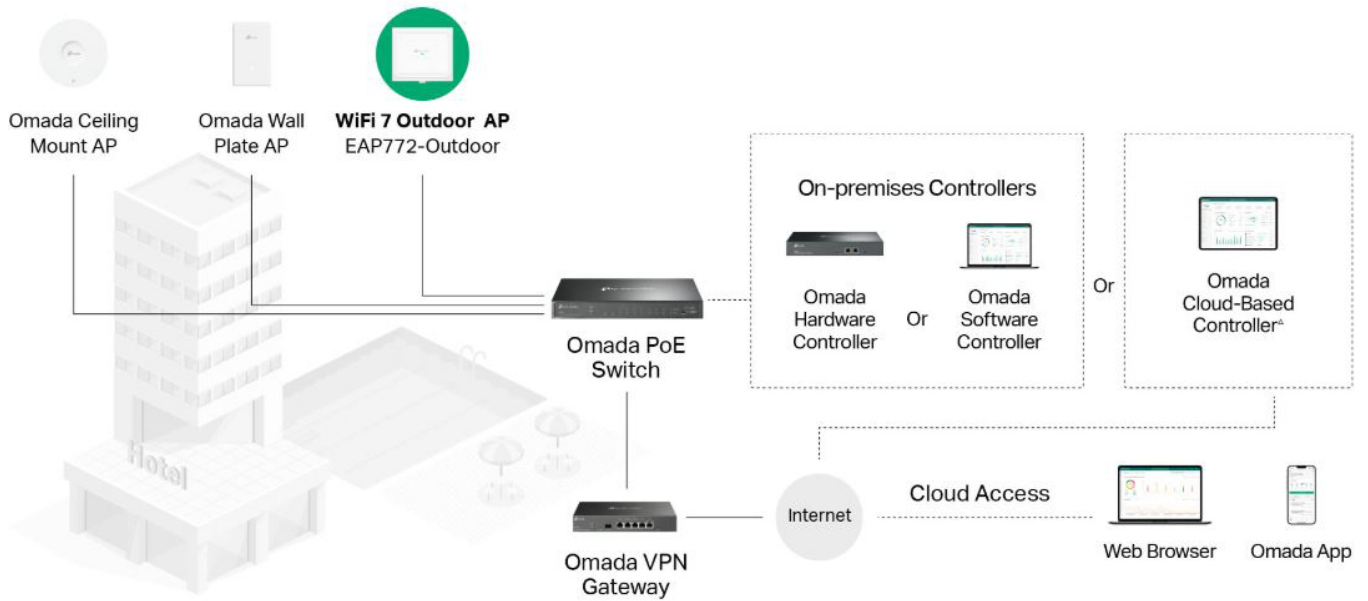 Omada Ceiling
Mount AP
Omada Wall
Plate AP
WiFi 7 Outdoor AP
EAP772-Outdoor
On-premises Controllers
Omada
Hardware
Controller
Or
Omada
Software
Controller
Or
Omada
Cloud-Based
Controller△
Omada PoE
Switch
Hotel
Internet
Cloud Access
Web Browser
Omada App
Omada VPN
Gateway